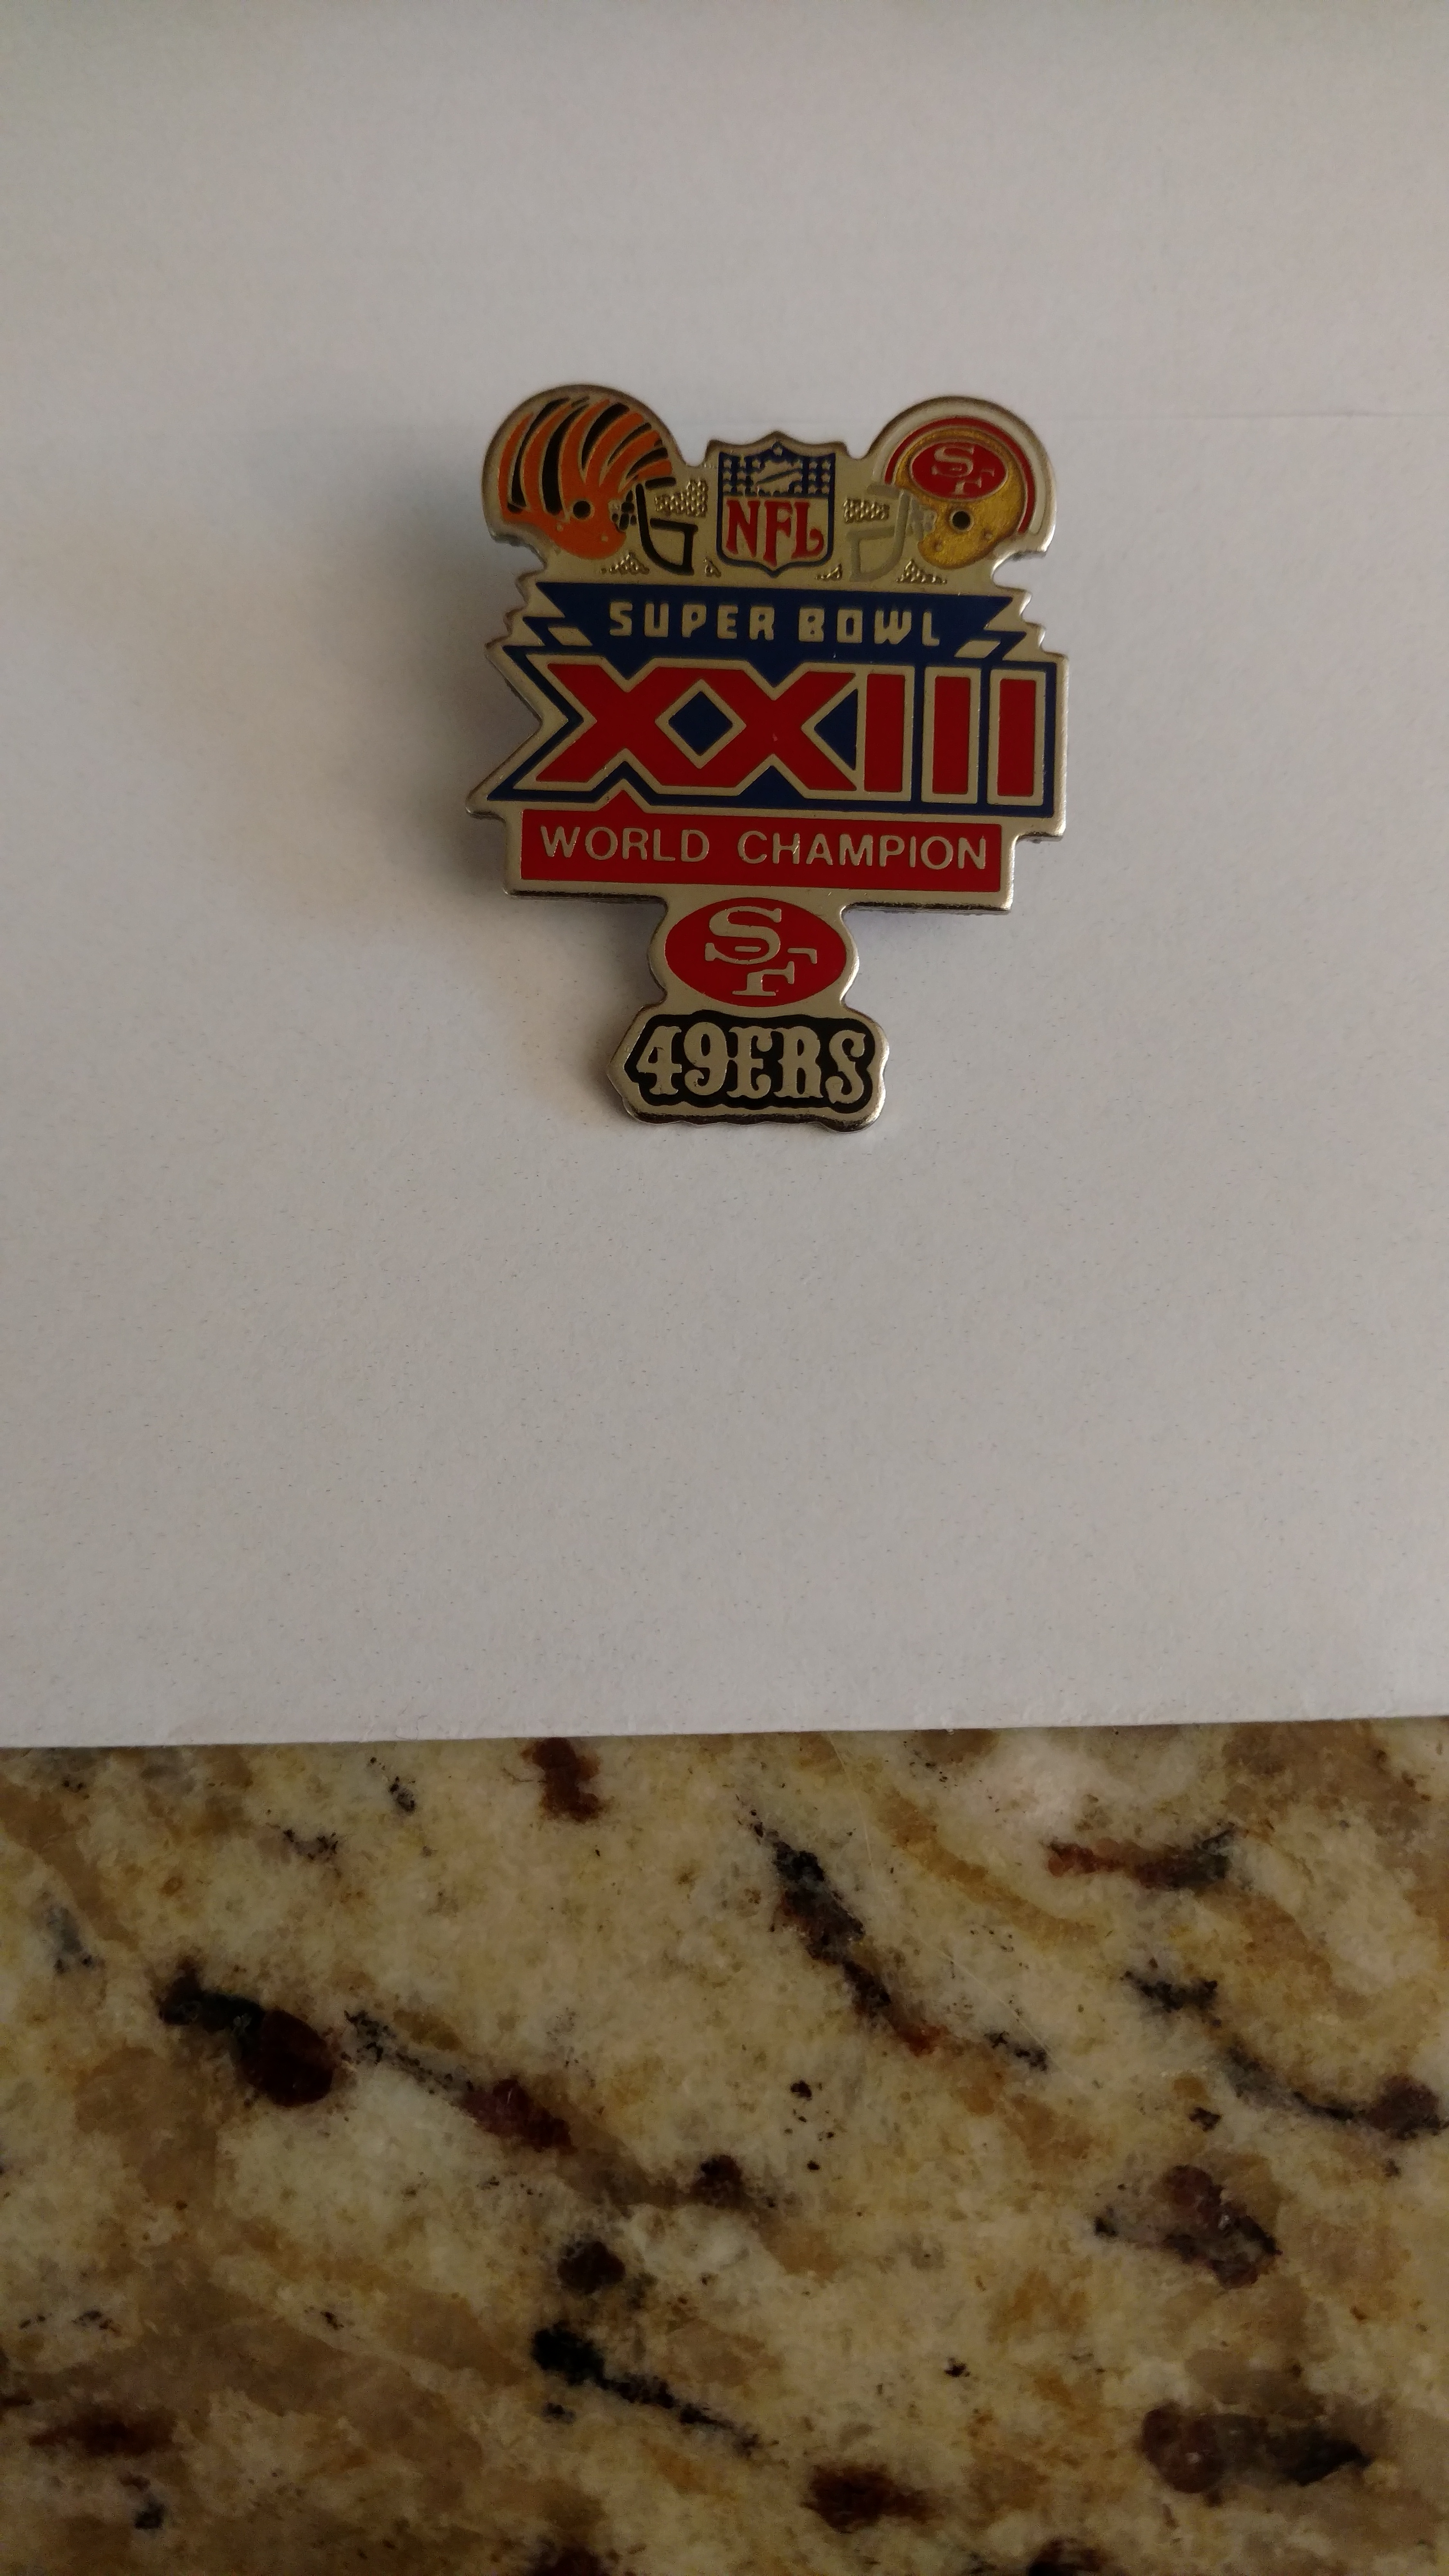 SF
NFL
SUPER BOWL
XXIII
WORLD CHAMPION
SF
49ERS